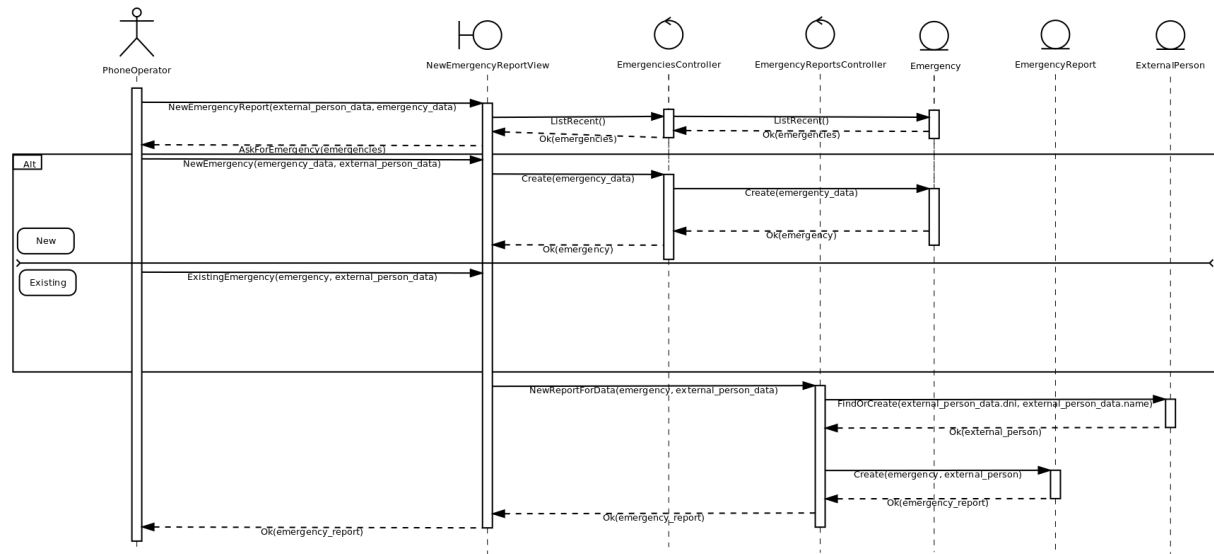 PhoneOperator
NewEmergencyReportView
EmergenciesController
EmergencyReportsController
Emergency
EmergencyReport
ExternalPerson
NewEmergencyReport(external_person_data, emergency_data)
ListRecent()
ListRecent()
Ok(emergencies)
Ok(emergencies)
AskForEmergency(emergencies)
Alt
NewEmergency(emergency_data, external_person_data)
Create(emergency_data)
Create(emergency_data)
New
Ok(emergency)
Ok(emergency)
Existing
ExistingEmergency(emergency, external_person_data)
NewReportForData(emergency, external_person_data)
FindOrCreate(external_person_data.dni, external_person_data.name)
Ok(external_person)
Create(emergency, external_person)
Ok(emergency_report)
Ok(emergency_report)
Ok(emergency_report)